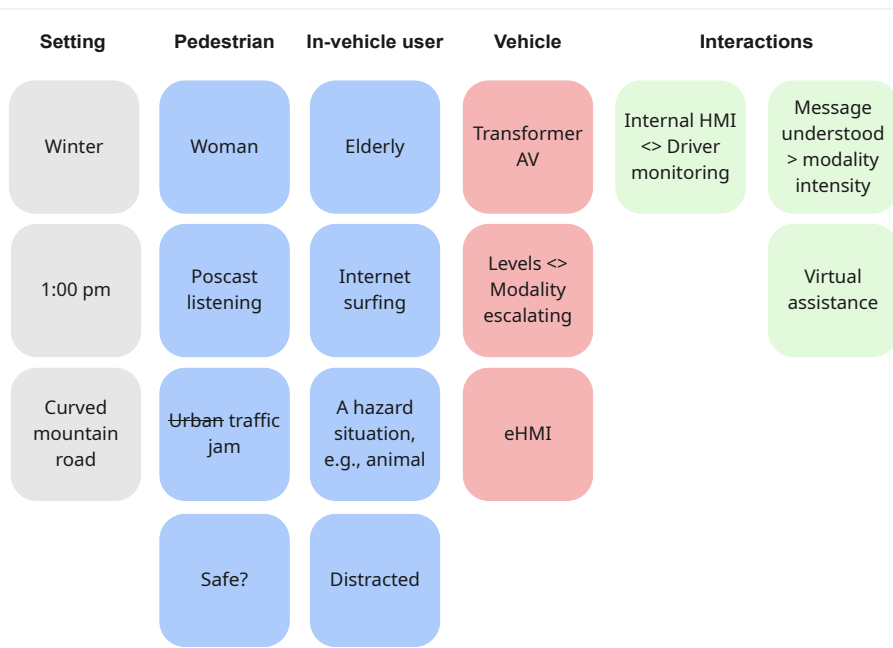 Setting
Pedestrian
In-vehicle user
Vehicle
Interactions
Winter
Woman
Elderly
Transformer
AV
Internal HMI
<> Driver
monitoring
Message
understood
> modality
intensity
1:00 pm
Poscast
listening
Internet
surfing
Levels <>
Modality
escalating
Virtual
assistance
Curved
mountain
road
Urban traffic
jam
A hazard
situation,
e.g., animal
eHMI
Safe?
Distracted